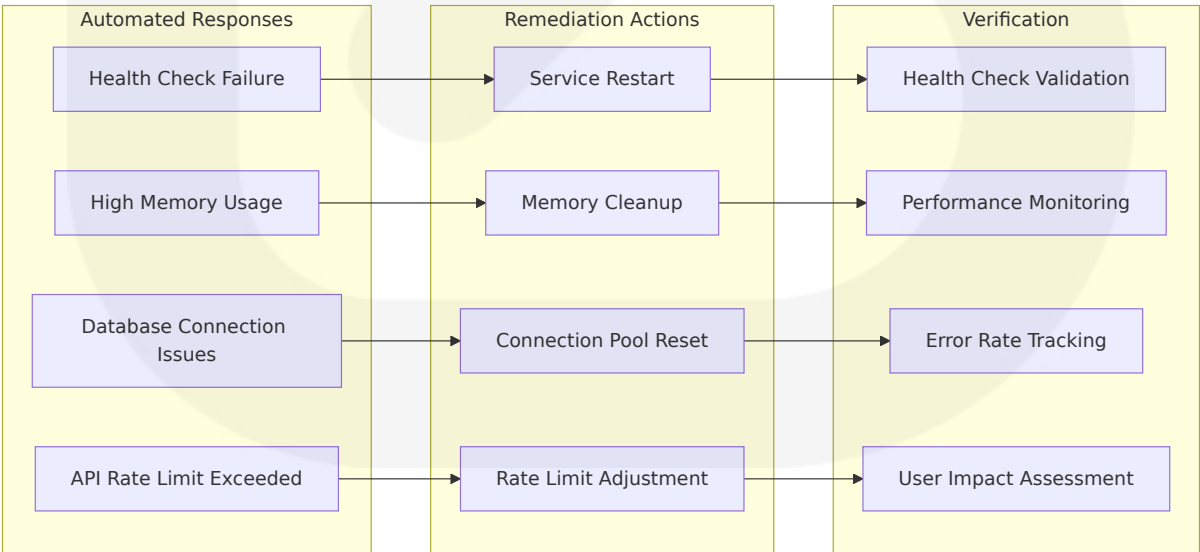 Automated Responses
Remediation Actions
Verification
Health Check Failure
Service Restart
Health Check Validation
High Memory Usage
Memory Cleanup
Performance Monitoring
Database Connection
Issues
Connection Pool Reset
Error Rate Tracking
API Rate Limit Exceeded
Rate Limit Adjustment
User Impact Assessment